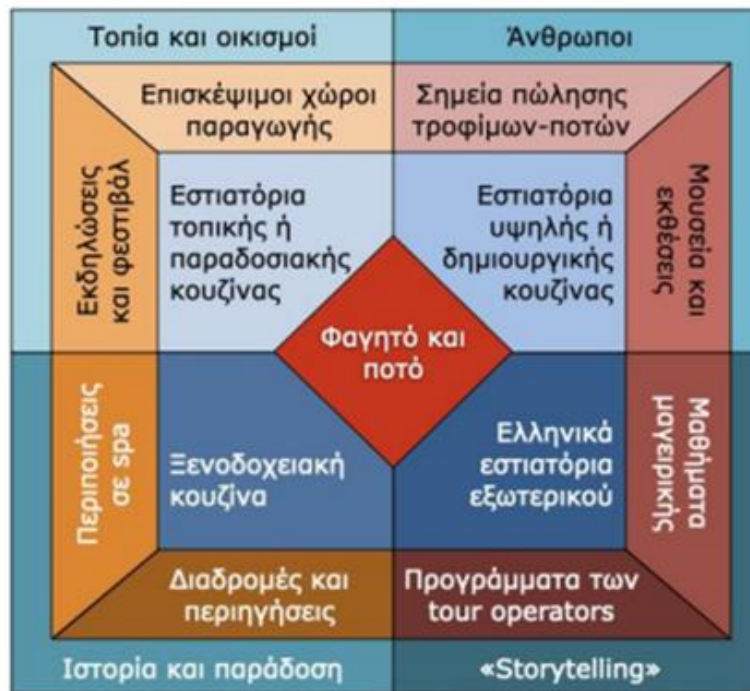 Τοπία και οικισμοί
Άνθρωποι
Επισκέψιμοι χώροι
παραγωγής
Σημεία πώλησης
τροφίμων-ποτών
Εκδηλώσεις
και φεστιβάλ
Εστιατόρια
τοπικής ή
παραδοσιακής
κουζίνας
Εστιατόρια
υψηλής ή
δημιουργικής
κουζίνας
Μουσεία και
εκθέσεις
Φαγητό και
ποτό
Περιποιήσεις
σε spa
Ξενοδοχειακή
κουζίνα
Ελληνικά
εστιατόρια
εξωτερικού
Μαθήματα
μαγειρικής
Διαδρομές και
περιηγήσεις
Προγράμματα των
tour operators
Ιστορία και παράδοση
«Storytelling»